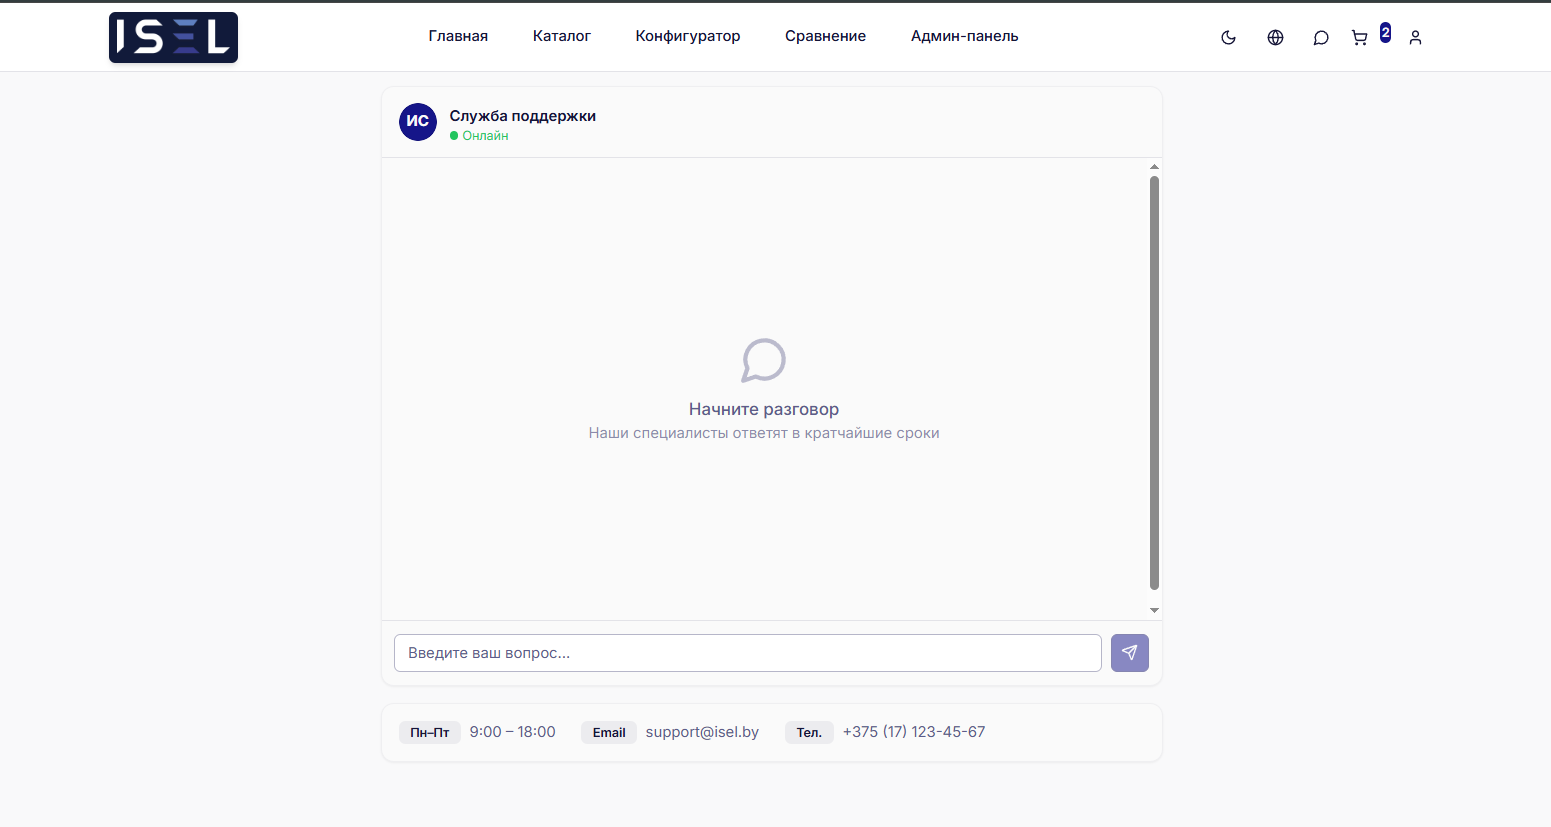 ISEL
Главная Каталог Конфигуратор Сравнение Админ-панель 2
ИС
Служба поддержки
Онлайн
Начните разговор
Наши специалисты ответят в кратчайшие сроки
Введите ваш вопрос...
Пн–Пт 9:00 – 18:00 Email support@isel.by Тел. +375 (17) 123-45-67